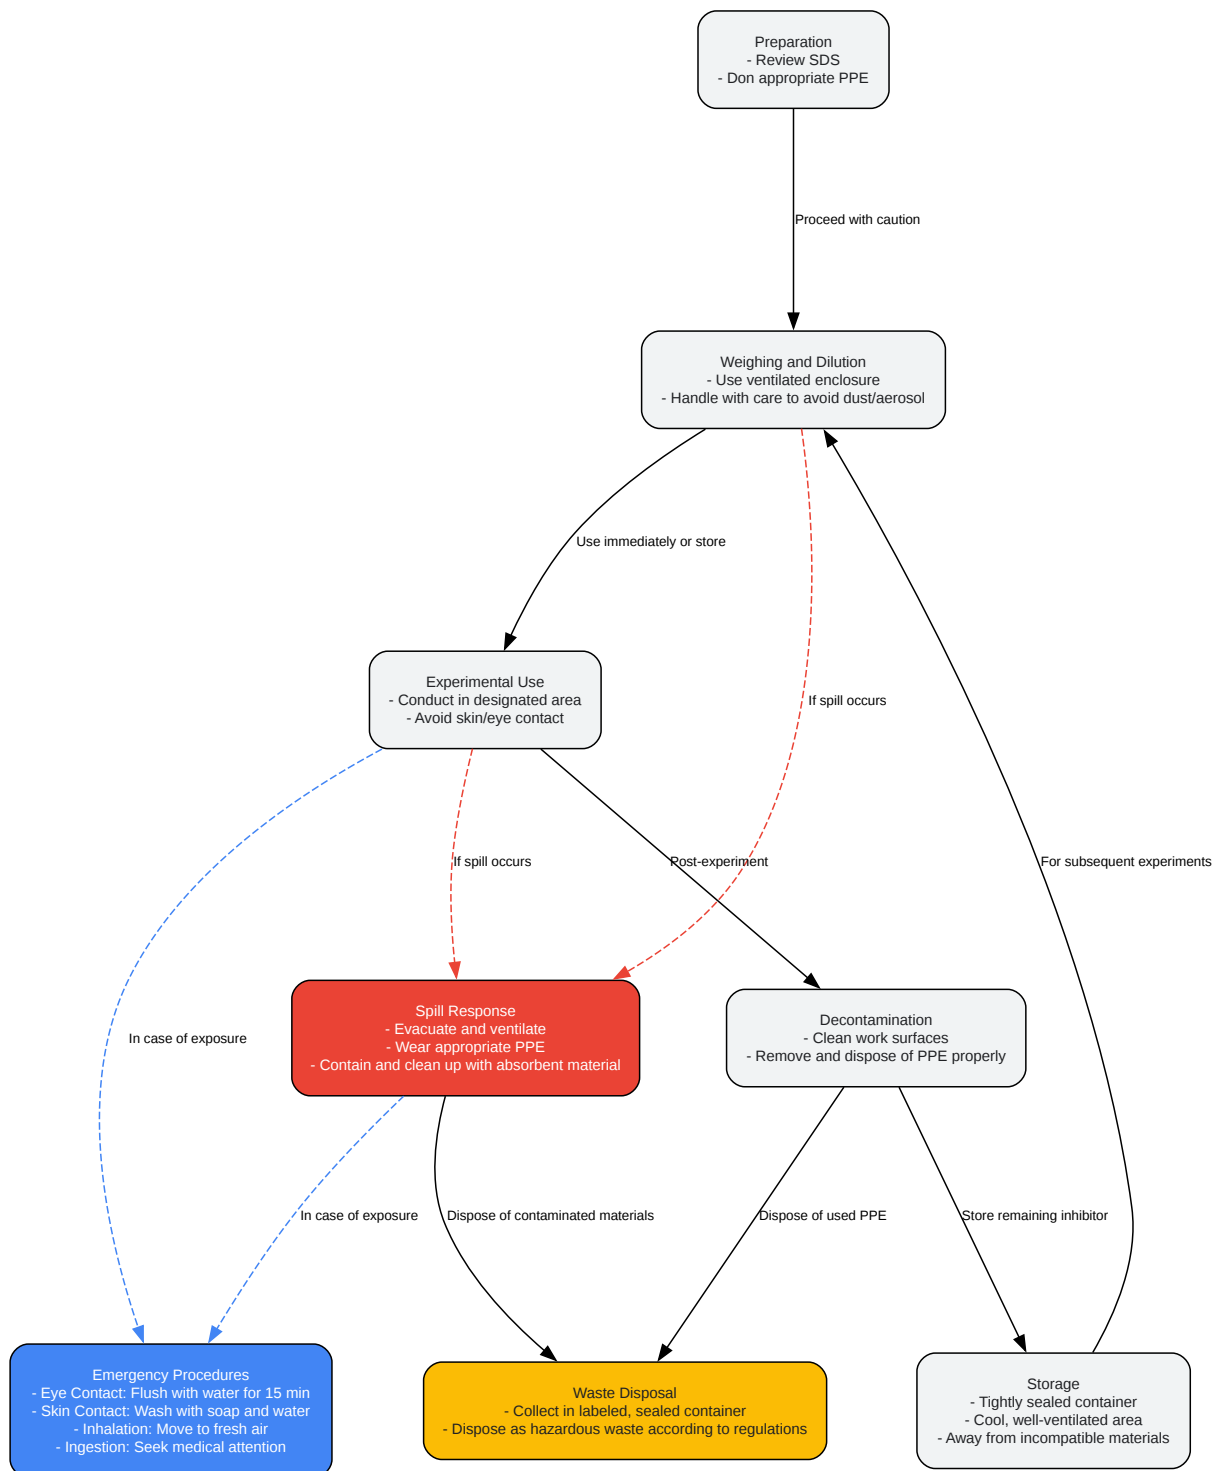 Preparation
- Review SDS
- Don appropriate PPE
Proceed with caution
Weighing and Dilution
- Use ventilated enclosure
- Handle with care to avoid dust/aerosol
Use immediately or store
Experimental Use
- Conduct in designated area
- Avoid skin/eye contact
If spill occurs
If spill occurs
Post-experiment
For subsequent experiments
Spill Response
- Evacuate and ventilate
- Wear appropriate PPE
- Contain and clean up with absorbent material
Decontamination
- Clean work surfaces
- Remove and dispose of PPE properly
In case of exposure
In case of exposure
Dispose of contaminated materials
Dispose of used PPE
Store remaining inhibitor
Emergency Procedures
- Eye Contact: Flush with water for 15 min
- Skin Contact: Wash with soap and water
- Inhalation: Move to fresh air
- Ingestion: Seek medical attention
Waste Disposal
- Collect in labeled, sealed container
- Dispose as hazardous waste according to regulations
Storage
- Tightly sealed container
- Cool, well-ventilated area
- Away from incompatible materials